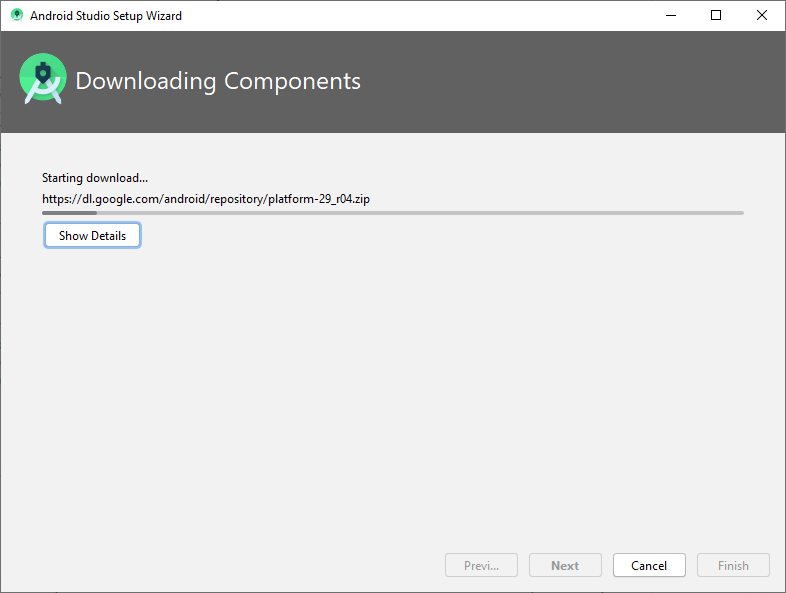 Android Studio Setup Wizard
Downloading Components
Starting download...
https://dl.google.com/android/repository/platform-29_r04.zip
Show Details
Previ...
Next
Cancel
Finish